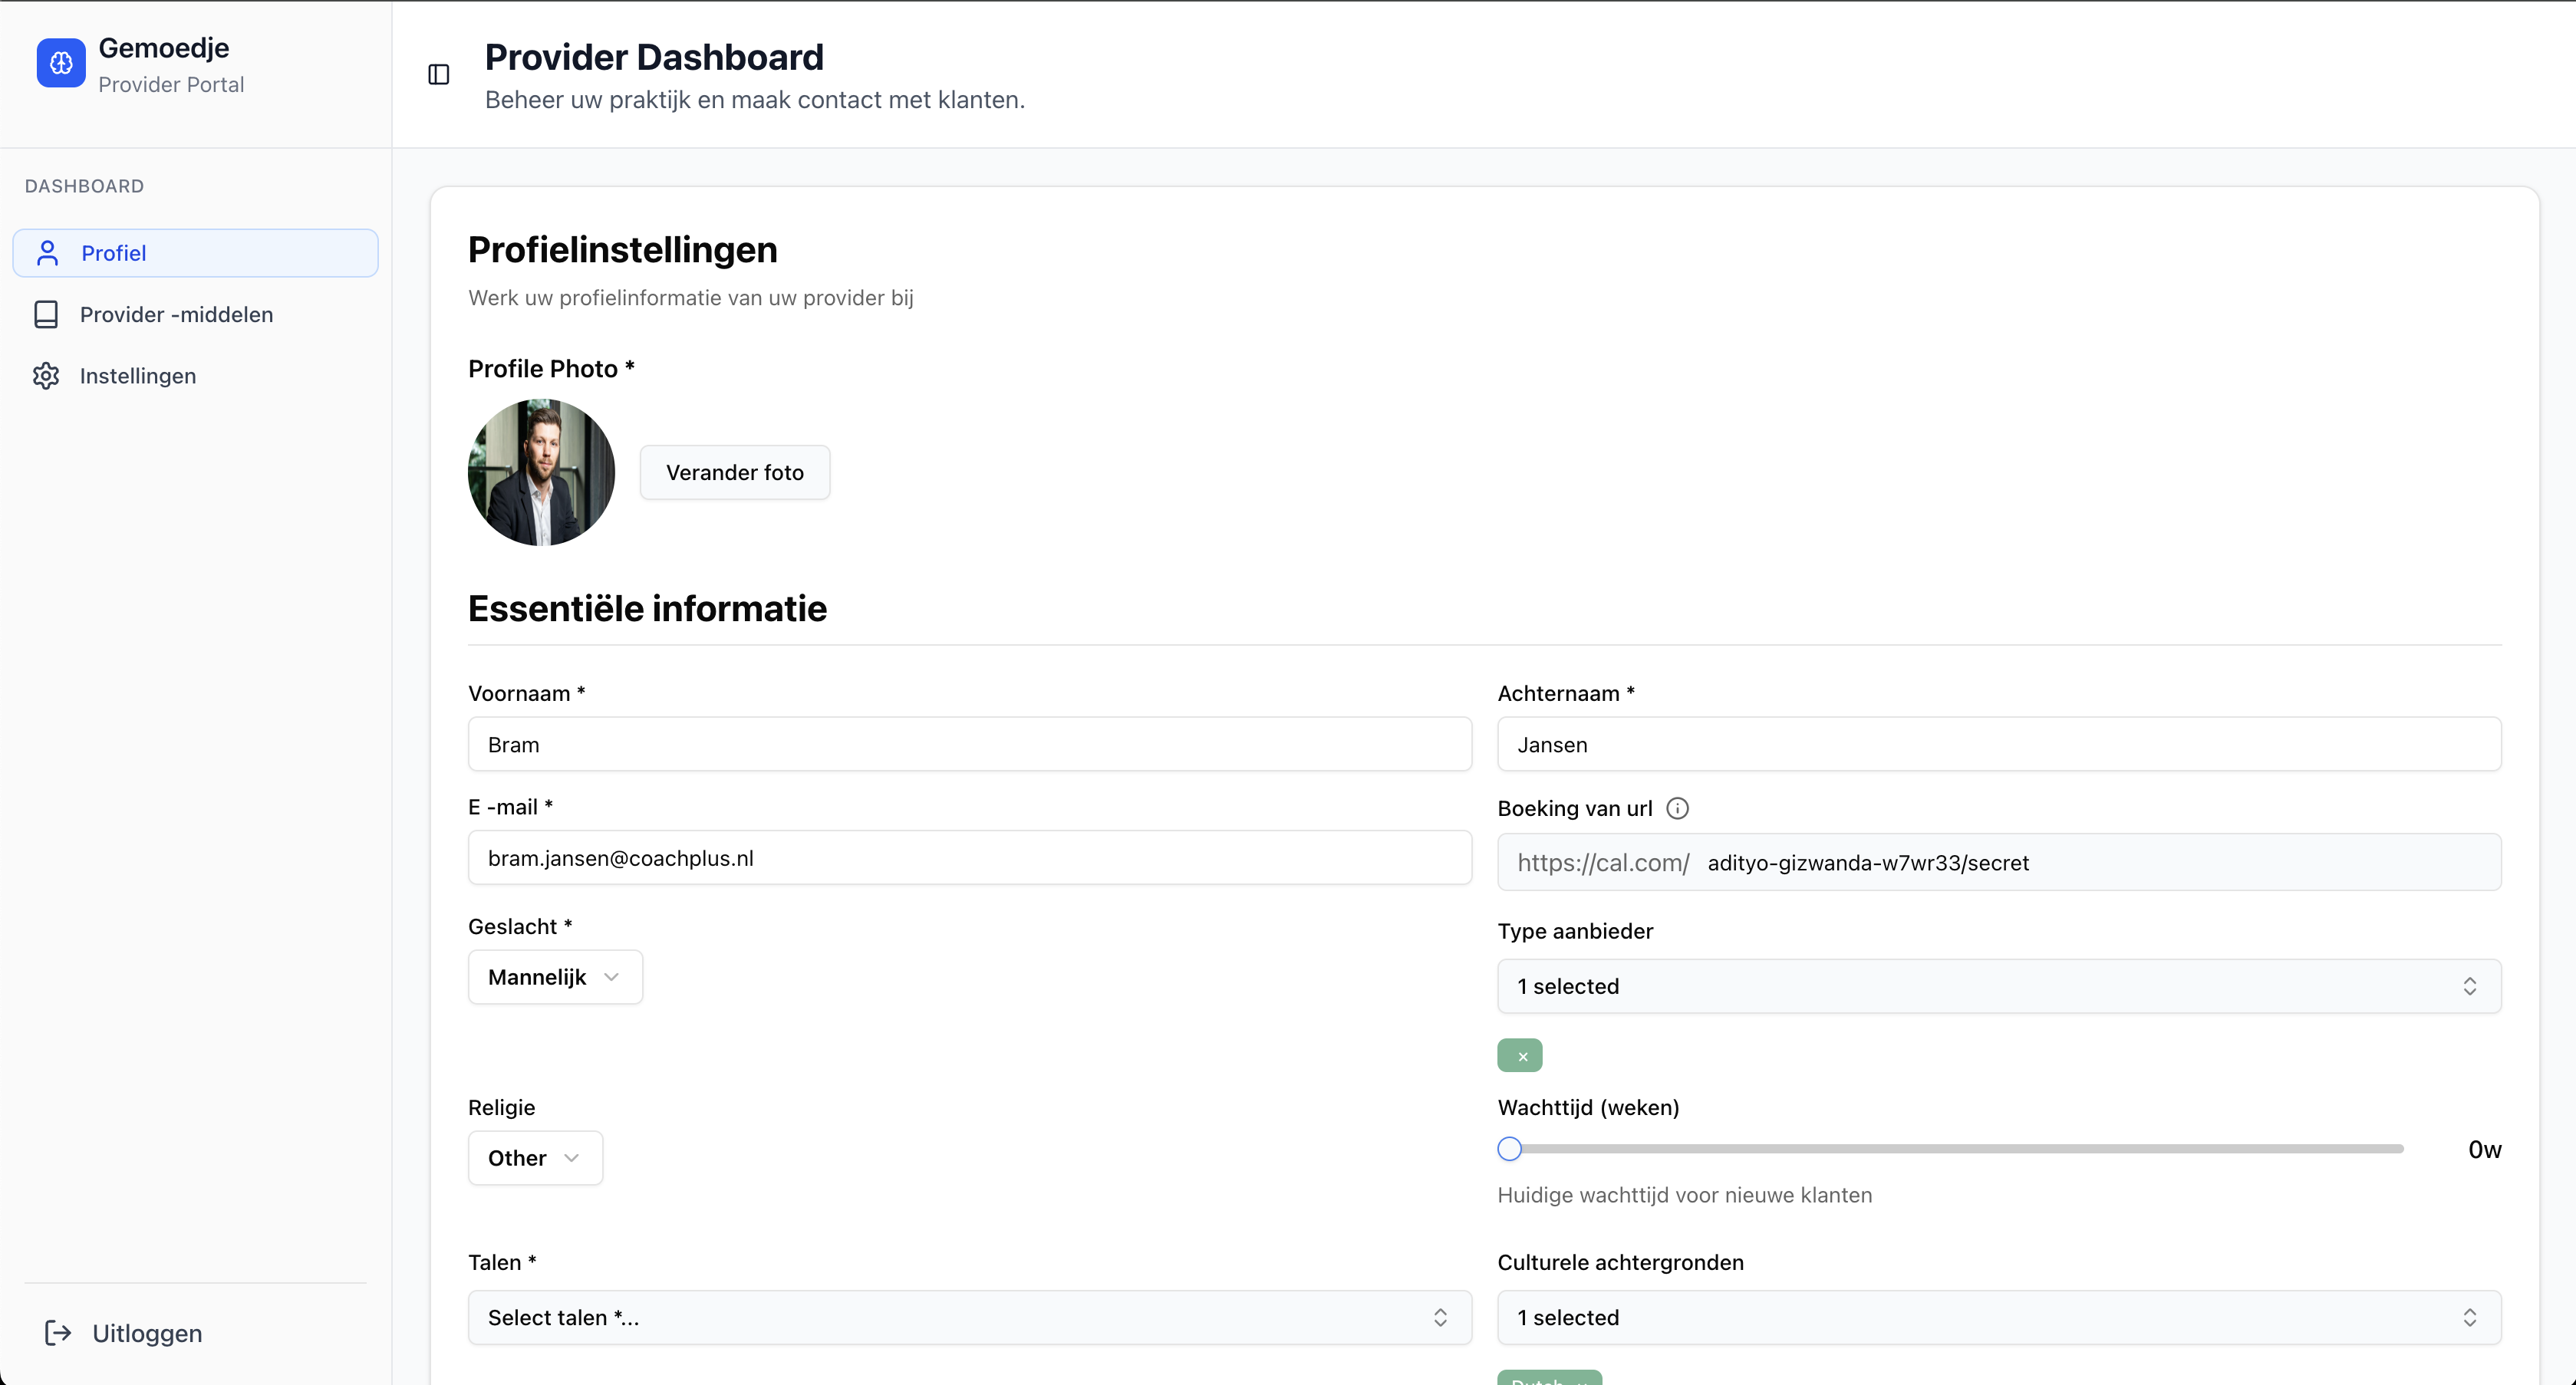 Gemoedje
Provider Portal
DASHBOARD
Profiel
Provider -middelen
Instellingen
Uitloggen
Provider Dashboard
Beheer uw praktijk en maak contact met klanten.
Profielinstellingen
Werk uw profielinformatie van uw provider bij
Profile Photo *
Verander foto
Essentiële informatie
Voornaam *
Bram
Achternaam *
Jansen
E -mail *
bram.jansen@coachplus.nl
Boeking van url
https://cal.com/ adityo-gizwanda-w7wr33/secret
Geslacht *
Mannelijk
Type aanbieder
1 selected
×
Religie
Other
Wachttijd (weken)
0w
Huidige wachttijd voor nieuwe klanten
Talen *
Select talen *...
Culturele achtergronden
1 selected
Dutch ×